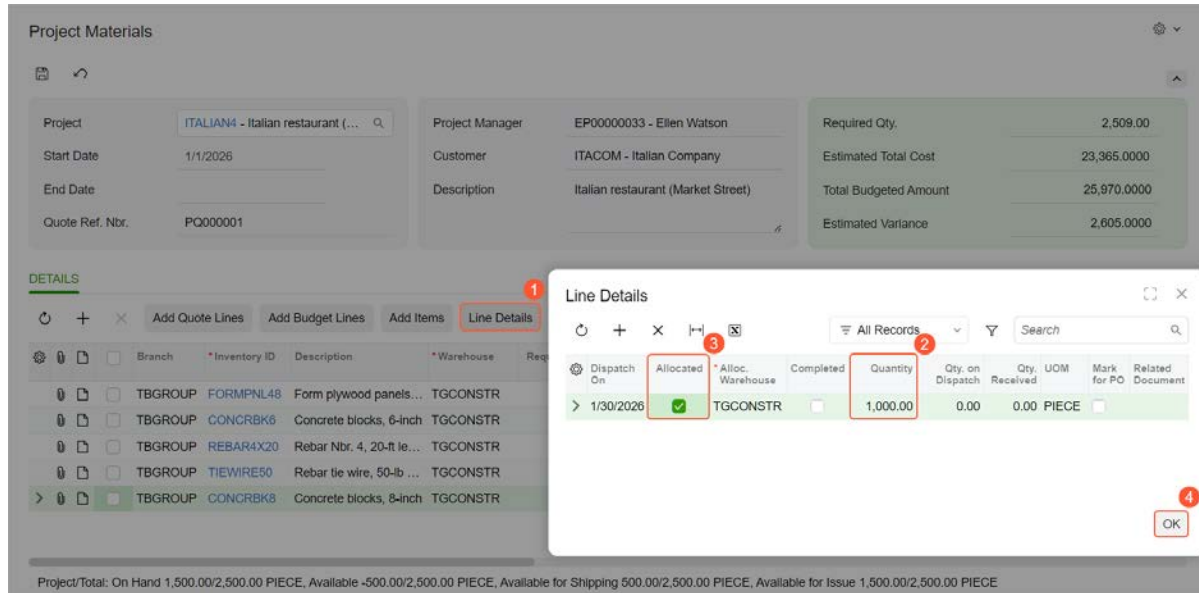 Project Materials
Project ITALIAN4 - Italian restaurant (... Project Manager EP00000033 - Ellen Watson Required Qty. 2,509.00
Start Date 1/1/2026 Customer ITACOM - Italian Company Estimated Total Cost 23,365.0000
End Date Description Italian restaurant (Market Street) Total Budgeted Amount 25,970.0000
Quote Ref. Nbr. PQ000001 Estimated Variance 2,605.0000
DETAILS
1
Add Quote Lines Add Budget Lines Add Items Line Details
Branch *Inventory ID Description *Warehouse Requ
TBGROUP FORMPNL48 Form plywood panels... TGCONSTR
TBGROUP CONCRBK6 Concrete blocks, 6-inch TGCONSTR
TBGROUP REBAR4X20 Rebar Nbr. 4, 20-ft le... TGCONSTR
TBGROUP TIEWIRE50 Rebar tie wire, 50-lb ... TGCONSTR
TBGROUP CONCRBK8 Concrete blocks, 8-inch TGCONSTR
Line Details
All Records Search
3 2
Dispatch On Allocated *Alloc. Warehouse Completed Quantity Qty. on Dispatch Qty. Received UOM Mark for PO Related Document
1/30/2026 TGCONSTR 1,000.00 0.00 0.00 PIECE
4
OK
Project/Total: On Hand 1,500.00/2,500.00 PIECE, Available -500.00/2,500.00 PIECE, Available for Shipping 500.00/2,500.00 PIECE, Available for Issue 1,500.00/2,500.00 PIECE